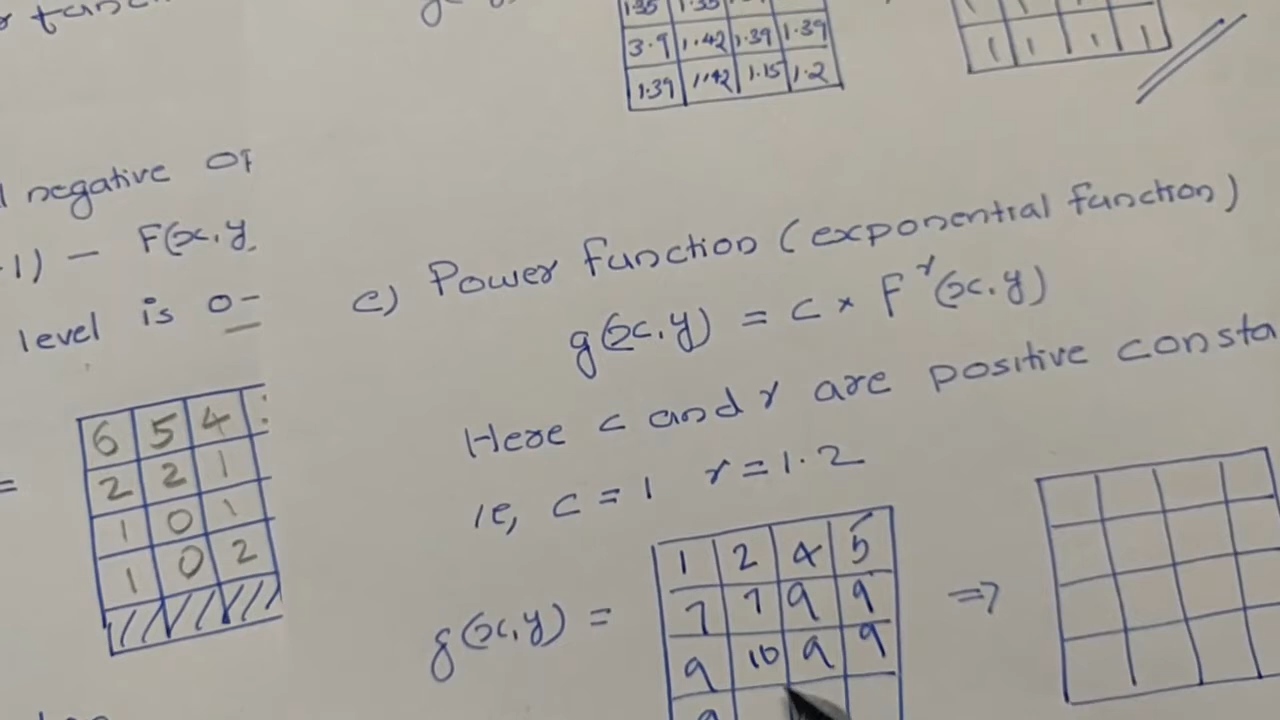 1.35 1.35
3.9 1.42 1.39 1.39
1.39 1.42 1.15 1.2
1 1 1 1
negative of
-1) - F(x,y
level is 0-
6 5 4
2 2 1
1 0 1
1 0 2
c) Power function (exponential function)
g(x,y) = c × F^r(x,y)
Here c and r are positive consta
ie, c = 1 r = 1.2
g(x,y) = ⇒
1 2 4 5
7 7 9 9
9 10 9 9
9